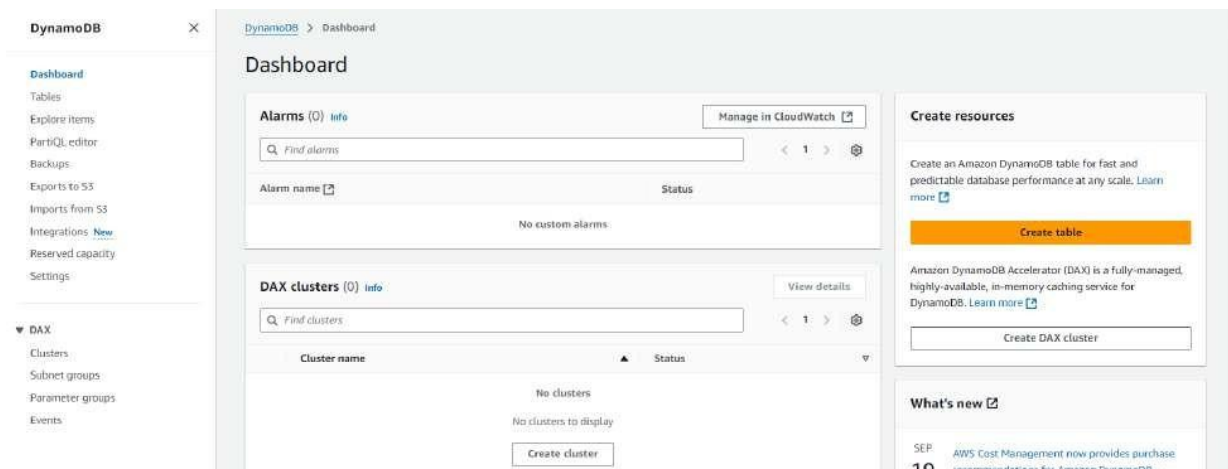 DynamoDB
Dashboard
Tables
Explore items
PartiQL editor
Backups
Exports to S3
Imports from S3
Integrations New
Reserved capacity
Settings
DAX
Clusters
Subnet groups
Parameter groups
Events
DynamoDB > Dashboard
Dashboard
Alarms (0) Info
Manage in CloudWatch
Find alarms
1
Alarm name
Status
No custom alarms
DAX clusters (0) Info
View details
Find clusters
1
Cluster name
Status
No clusters
No clusters to display
Create cluster
Create resources
Create an Amazon DynamoDB table for fast and
predictable database performance at any scale. Learn
more
Create table
Amazon DynamoDB Accelerator (DAX) is a fully-managed,
highly-available, in-memory caching service for
DynamoDB. Learn more
Create DAX cluster
What's new
SEP
AWS Cost Management now provides purchase